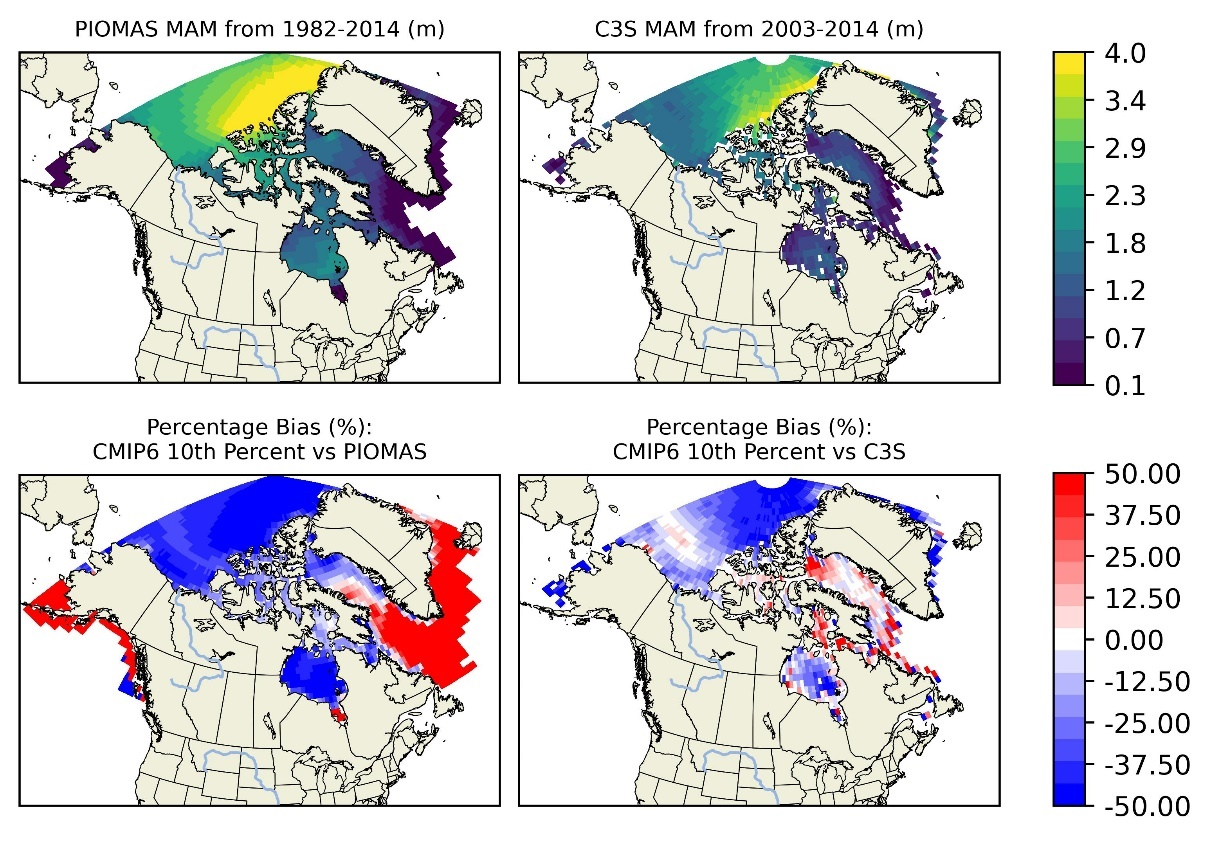 PIOMAS MAM from 1982-2014 (m)
C3S MAM from 2003-2014 (m)
4.0
3.4
2.9
2.3
1.8
1.2
0.7
0.1
Percentage Bias (%):
CMIP6 10th Percent vs PIOMAS
Percentage Bias (%):
CMIP6 10th Percent vs C3S
50.00
37.50
25.00
12.50
0.00
-12.50
-25.00
-37.50
-50.00